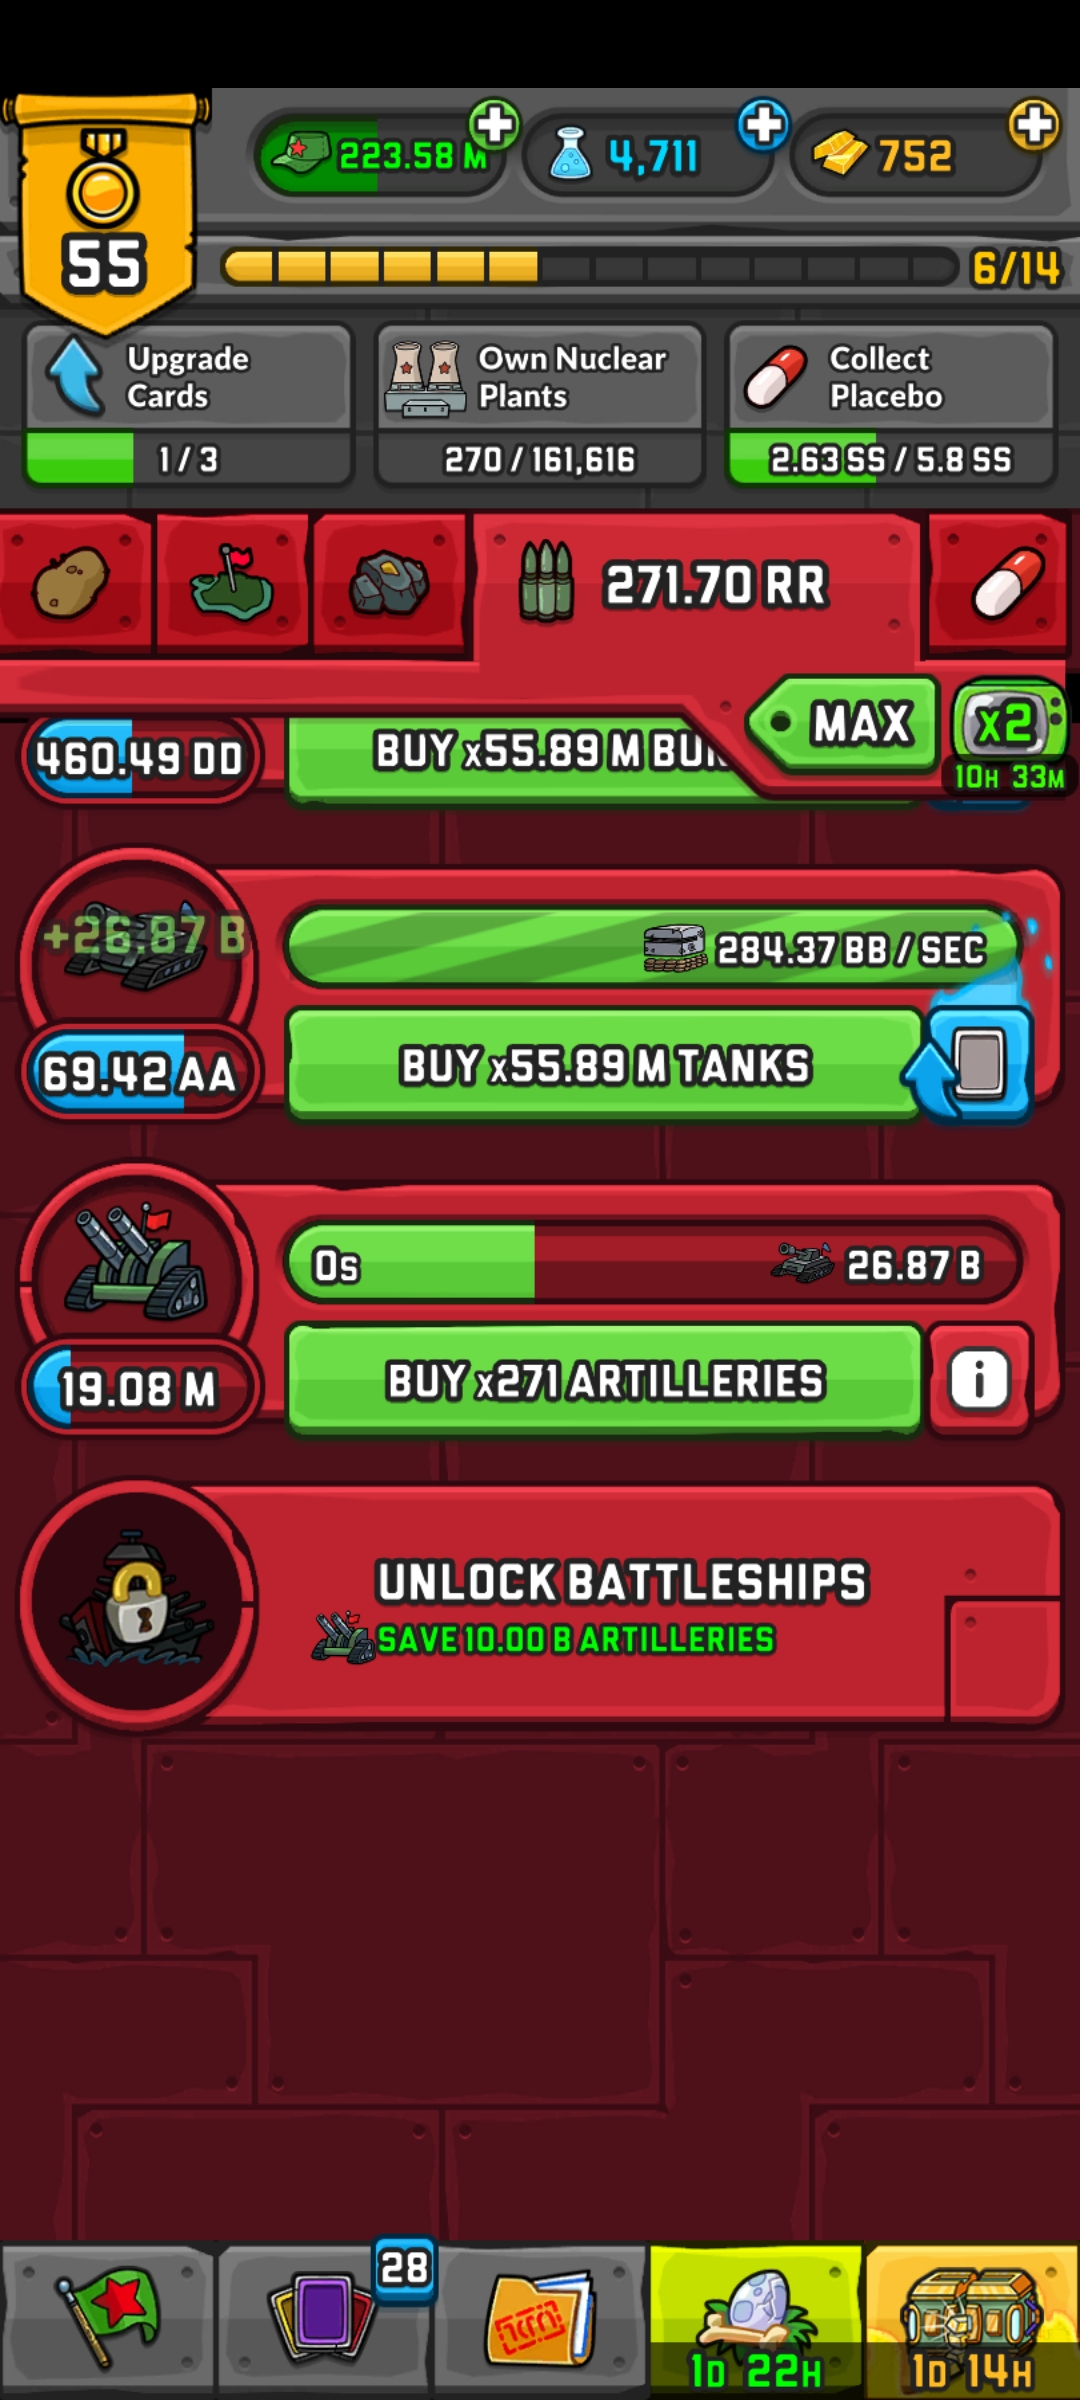 223.58 M
4,711
752
55
6/14
Upgrade
Cards
1 / 3
Own Nuclear
Plants
270 / 161,616
Collect
Placebo
2.63 SS / 5.8 SS
271.70 RR
MAX
x2
10H 33M
460.49 DD
BUY x55.89 M
+26.87 B
284.37 BB / SEC
69.42 AA
BUY x55.89 M TANKS
0s
26.87 B
19.08 M
BUY x271 ARTILLERIES
i
UNLOCK BATTLESHIPS
SAVE 10.00 B ARTILLERIES
28
1D 22H
1D 14H